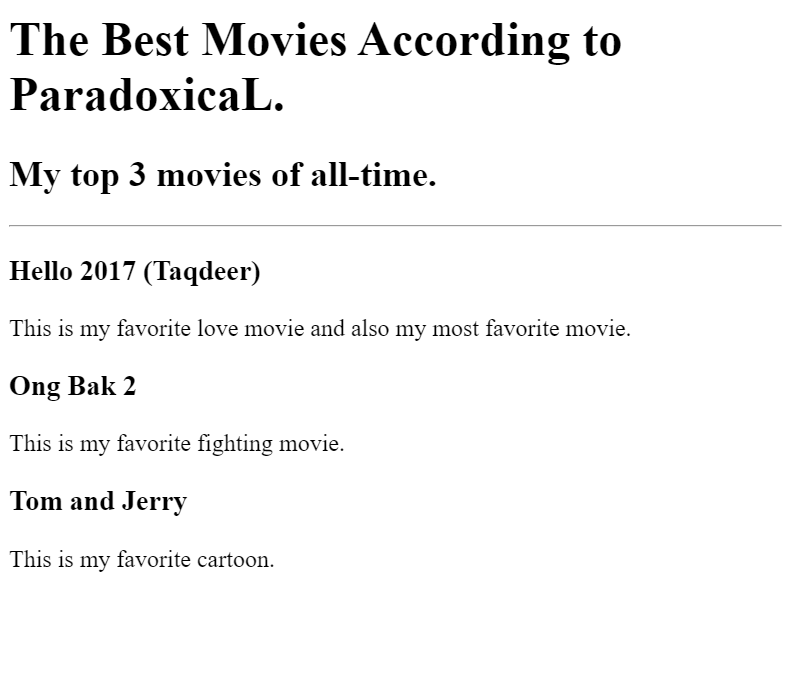 The Best Movies According to
ParadoxicaL.
My top 3 movies of all-time.
Hello 2017 (Taqdeer)
This is my favorite love movie and also my most favorite movie.
Ong Bak 2
This is my favorite fighting movie.
Tom and Jerry
This is my favorite cartoon.